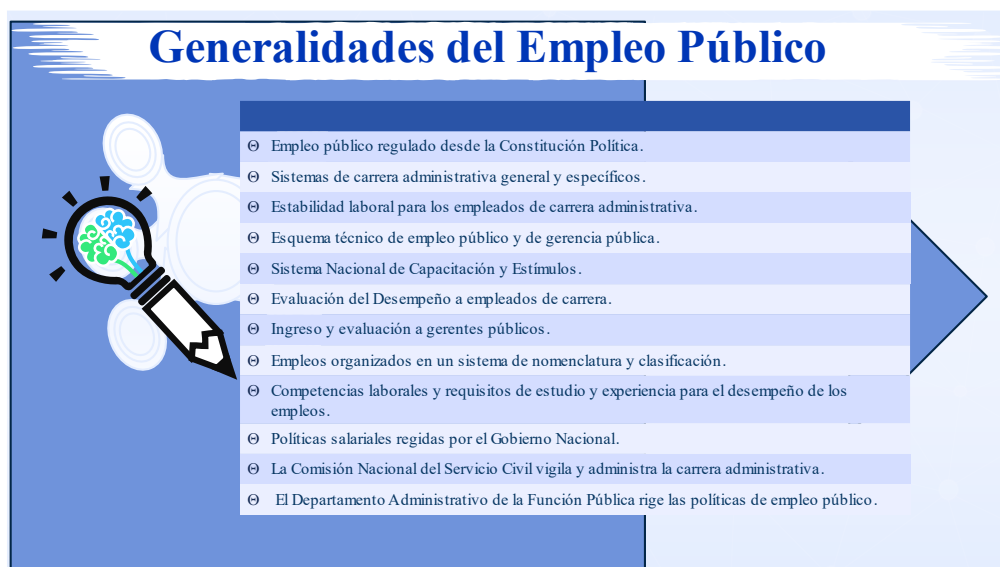 Generalidades del Empleo Público
Θ Empleo público regulado desde la Constitución Política.
Θ Sistemas de carrera administrativa general y específicos.
Θ Estabilidad laboral para los empleados de carrera administrativa.
Θ Esquema técnico de empleo público y de gerencia pública.
Θ Sistema Nacional de Capacitación y Estímulos.
Θ Evaluación del Desempeño a empleados de carrera.
Θ Ingreso y evaluación a gerentes públicos.
Θ Empleos organizados en un sistema de nomenclatura y clasificación.
Θ Competencias laborales y requisitos de estudio y experiencia para el desempeño de los
empleos.
Θ Políticas salariales regidas por el Gobierno Nacional.
Θ La Comisión Nacional del Servicio Civil vigila y administra la carrera administrativa.
Θ El Departamento Administrativo de la Función Pública rige las políticas de empleo público.